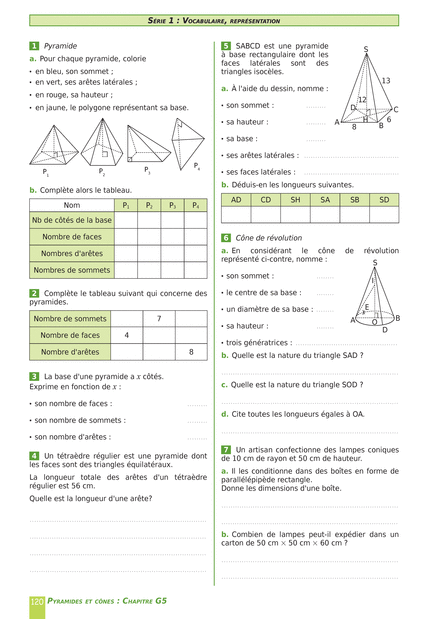 SÉRIE 1 : VOCABULAIRE, REPRÉSENTATION
1 Pyramide
a. Pour chaque pyramide, colorie
• en bleu, son sommet ;
• en vert, ses arêtes latérales ;
• en rouge, sa hauteur ;
• en jaune, le polygone représentant sa base.
P1 P2 P3 P4
b. Complète alors le tableau.
Nom P1 P2 P3 P4
Nb de côtés de la base
Nombre de faces
Nombres d'arêtes
Nombres de sommets
2 Complète le tableau suivant qui concerne des
pyramides.
Nombre de sommets 7
Nombre de faces 4
Nombre d'arêtes 8
3 La base d'une pyramide a x côtés.
Exprime en fonction de x :
• son nombre de faces : .........
• son nombre de sommets : .........
• son nombre d'arêtes : .........
4 Un tétraèdre régulier est une pyramide dont
les faces sont des triangles équilatéraux.
La longueur totale des arêtes d'un tétraèdre
régulier est 56 cm.
Quelle est la longueur d'une arête?
5 SABCD est une pyramide
à base rectangulaire dont les
faces latérales sont des
triangles isocèles.
a. À l'aide du dessin, nomme :
• son sommet : .........
• sa hauteur : .........
• sa base : .........
• ses arêtes latérales : .........
• ses faces latérales : .........
S
13
12
D C
H 6
A 8 B
b. Déduis-en les longueurs suivantes.
AD CD SH SA SB SD
6 Cône de révolution
a. En considérant le cône de révolution
représenté ci-contre, nomme :
• son sommet : .........
• le centre de sa base : .........
• un diamètre de sa base : .........
• sa hauteur : .........
• trois génératrices : .........
S
E
A O B
D
b. Quelle est la nature du triangle SAD ?
c. Quelle est la nature du triangle SOD ?
d. Cite toutes les longueurs égales à OA.
7 Un artisan confectionne des lampes coniques
de 10 cm de rayon et 50 cm de hauteur.
a. Il les conditionne dans des boîtes en forme de
parallélépipède rectangle.
Donne les dimensions d'une boîte.
b. Combien de lampes peut-il expédier dans un
carton de 50 cm × 50 cm × 60 cm ?
120 PYRAMIDES ET CÔNES : CHAPITRE G5